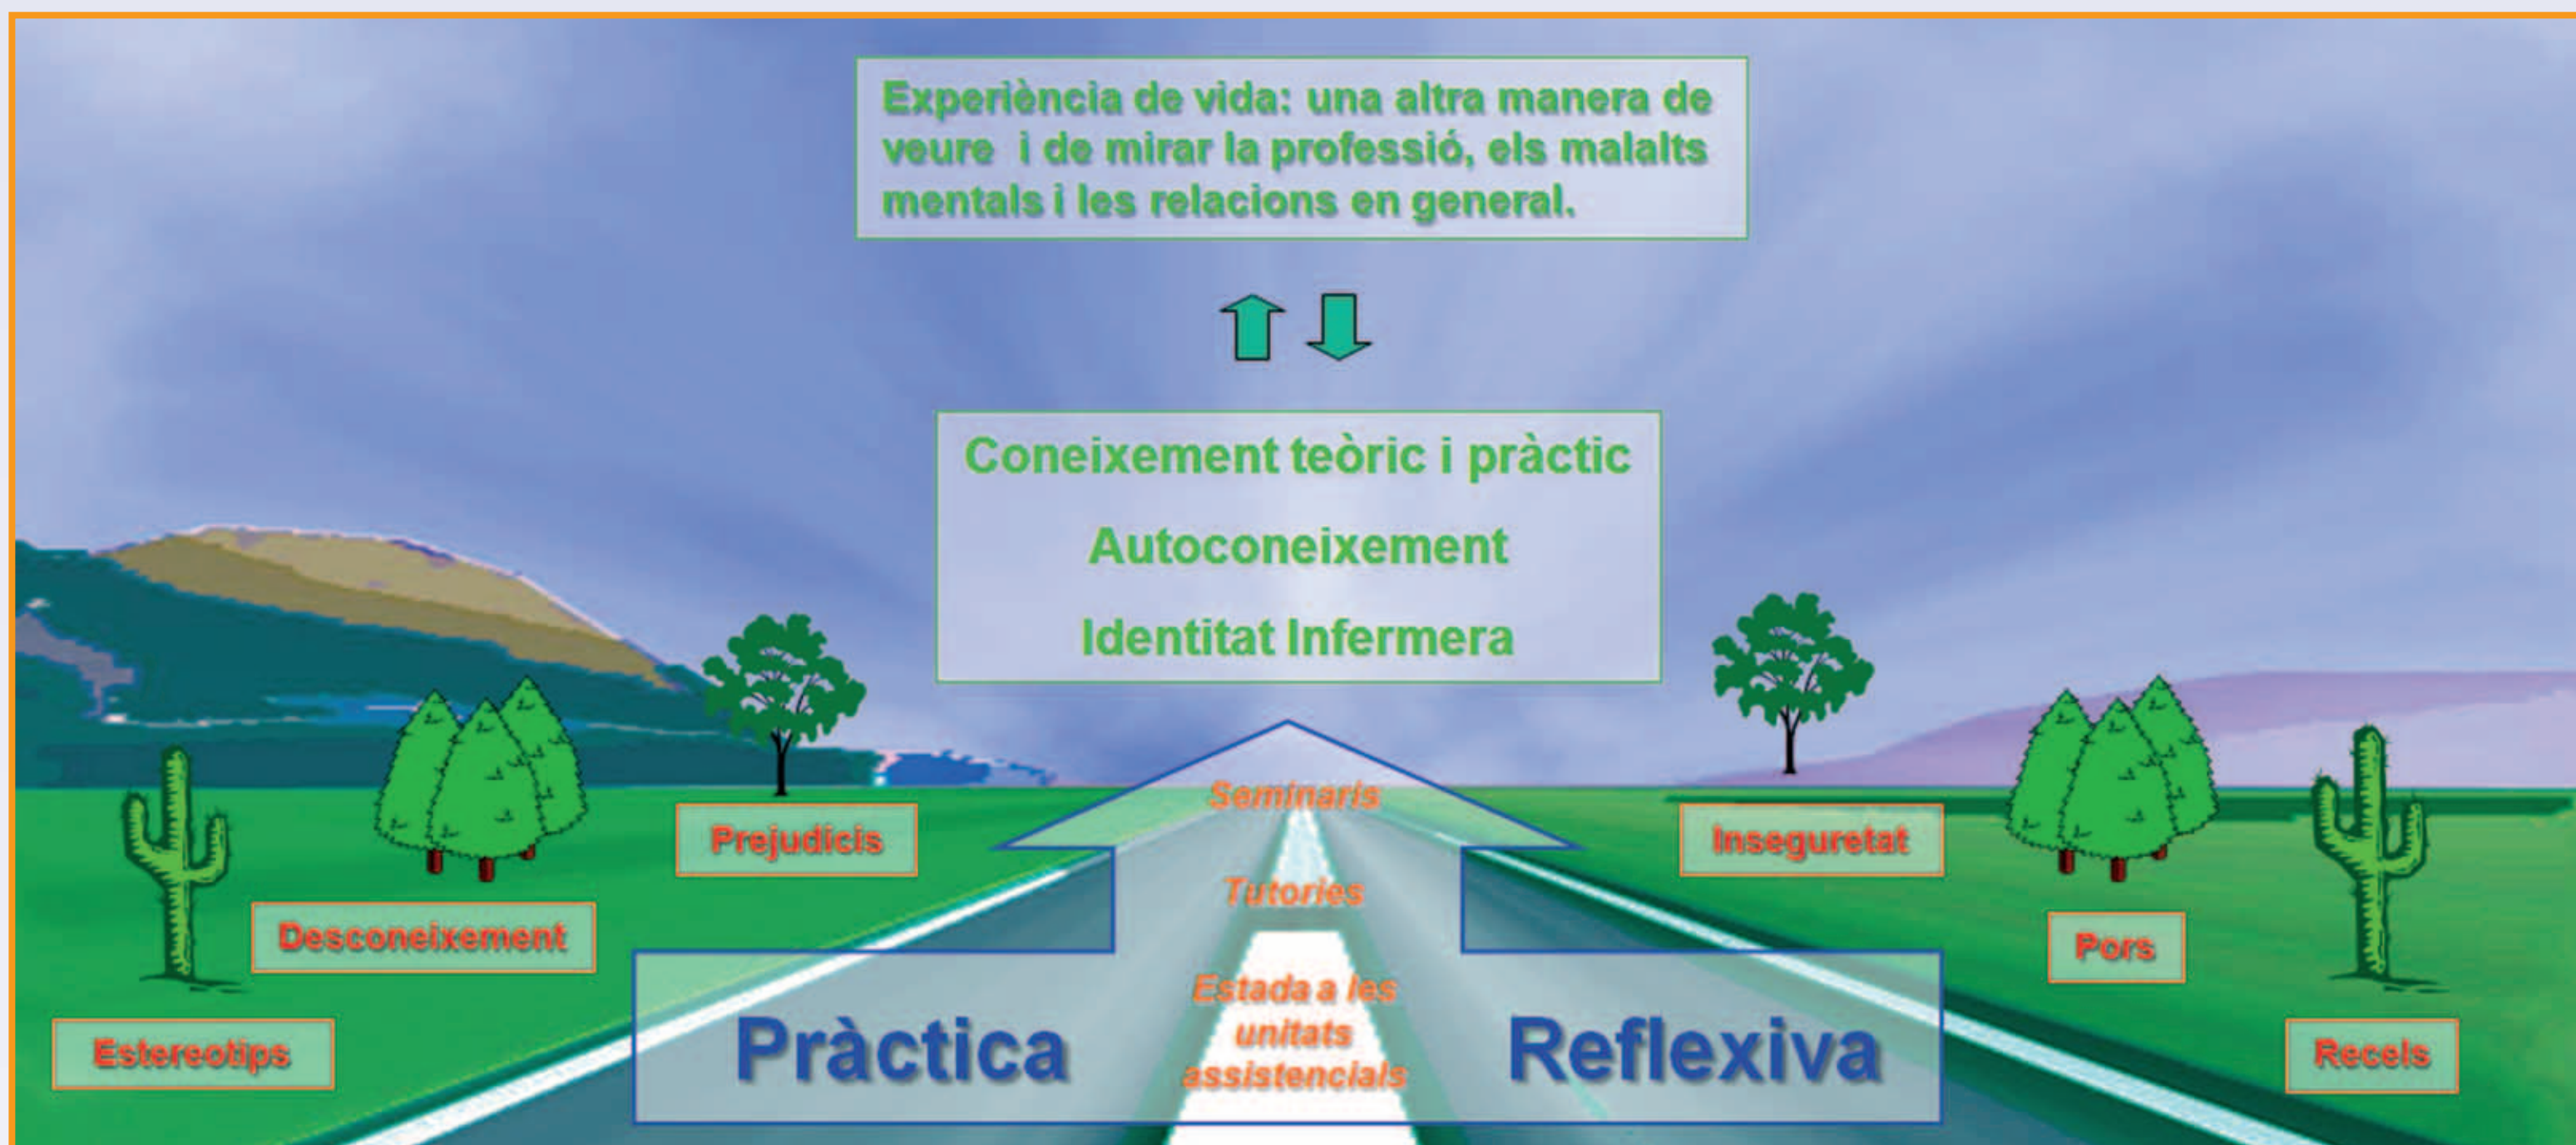 Experiència de vida: una altra manera de
veure i de mirar la professió, els malalts
mentals i les relacions en general.
Coneixement teòric i pràctic
Autoconeixement
Identitat Infermera
Seminaris
Prejudicis
Inseguretat
Tutories
Desconeixement
Pors
Estada a les
unitats
assistencials
Pràctica
Reflexiva
Estereotips
Recels